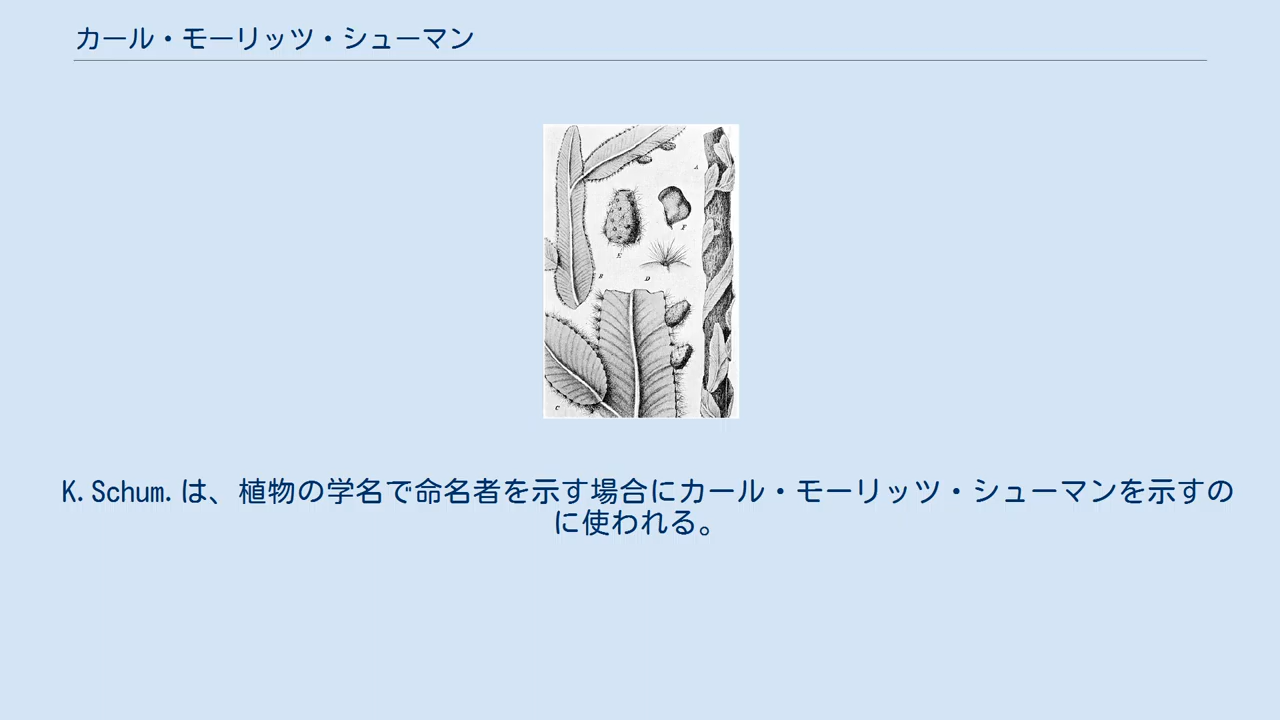 カール・モーリッツ・シューマン
A
F
E
B
D
C
K.Schum.は、植物の学名で命名者を示す場合にカール・モーリッツ・シューマンを示すの
に使われる。